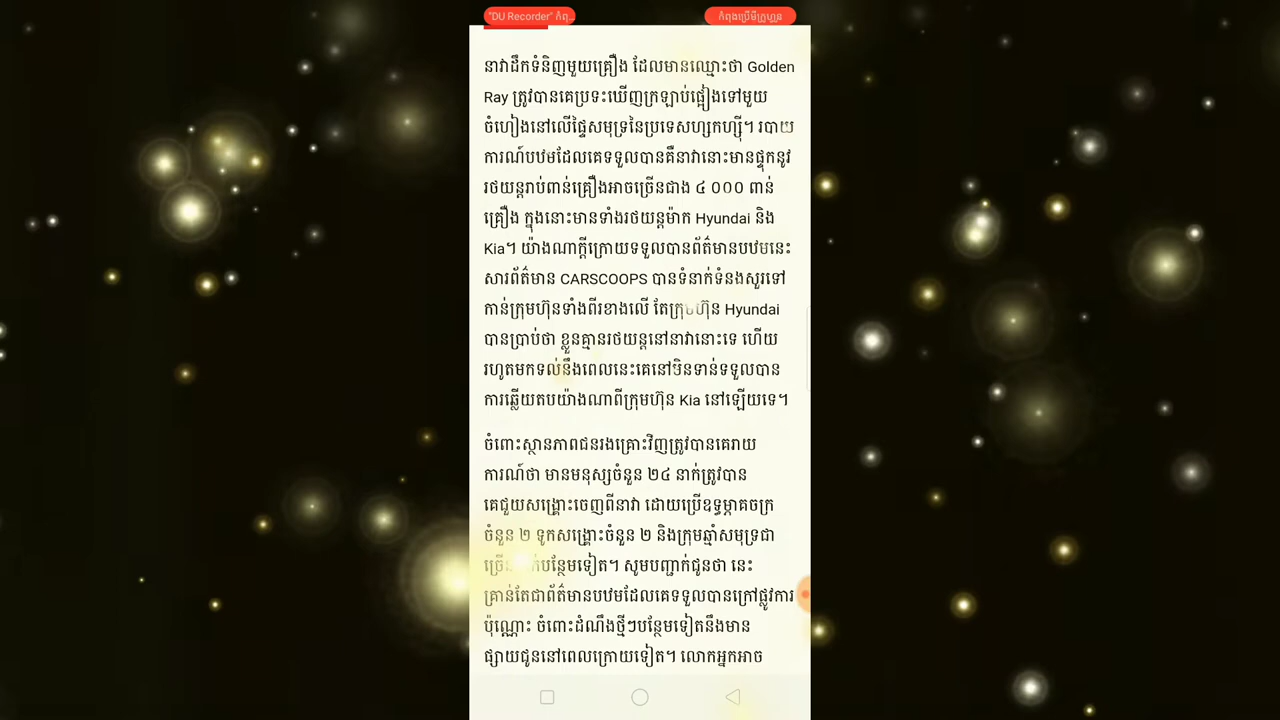 "DU Recorder" កំពុ...
កំពុងប្រើមីក្រូហ្វូន
នាវាដឹកទំនិញមួយគ្រឿង ដែលមានឈ្មោះថា Golden
Ray ត្រូវបានគេប្រទះឃើញក្រឡាប់ផ្អៀងទៅមួយ
ចំហៀងនៅលើផ្ទៃសមុទ្រនៃប្រទេសហ្សកហ្ស៊ី។ របាយ
ការណ៍បឋមដែលគេទទួលបានគឺនាវានោះមានផ្ទុកនូវ
រថយន្តរាប់ពាន់គ្រឿងអាចច្រើនជាង ៤ ០០០ ពាន់
គ្រឿង ក្នុងនោះមានទាំងរថយន្តម៉ាក Hyundai និង
Kia។ យ៉ាងណាក្តីក្រោយទទួលបានព័ត៌មានបឋមនេះ
សារព័ត៌មាន CARSCOOPS បានទំនាក់ទំនងសួរទៅ
កាន់ក្រុមហ៊ុនទាំងពីរខាងលើ តែក្រុមហ៊ុន Hyundai
បានប្រាប់ថា ខ្លួនគ្មានរថយន្តនៅនាវានោះទេ ហើយ
រហូតមកទល់នឹងពេលនេះគេនៅមិនទាន់ទទួលបាន
ការឆ្លើយតបយ៉ាងណាពីក្រុមហ៊ុន Kia នៅឡើយទេ។
ចំពោះស្ថានភាពជនរងគ្រោះវិញត្រូវបានគេរាយ
ការណ៍ថា មានមនុស្សចំនួន ២៤ នាក់ត្រូវបាន
គេជួយសង្គ្រោះចេញពីនាវា ដោយប្រើឧទ្ធម្ភាគចក្រ
ចំនួន ២ ទូកសង្គ្រោះចំនួន ២ និងក្រុមឆ្មាំសមុទ្រជា
បន្ថែមទៀត។ សូមបញ្ជាក់ជូនថា នេះ
គ្រាន់តែជាព័ត៌មានបឋមដែលគេទទួលបានក្រៅផ្លូវការ
ប៉ុណ្ណោះ ចំពោះដំណឹងថ្មីៗបន្ថែមទៀតនឹងមាន
ផ្សាយជូននៅពេលក្រោយទៀត។ លោកអ្នកអាច